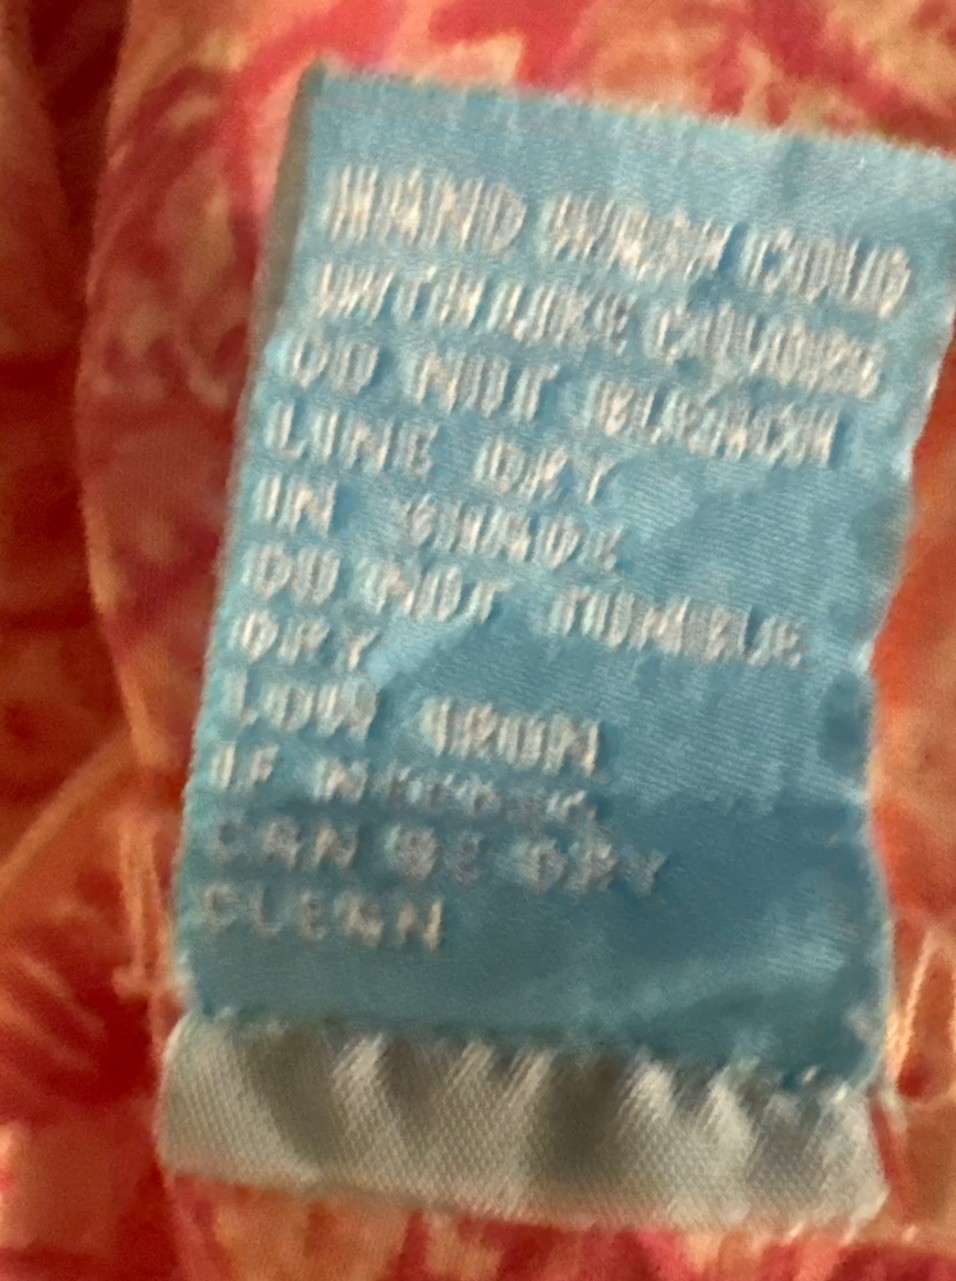 HAND WASH COLD
WITH LIKE COLORS
DO NOT BLEACH
LINE DRY
IN SHADE
DO NOT TUMBLE
DRY
LOW IRON
IF NEEDED
CAN BE DRY
CLEAN